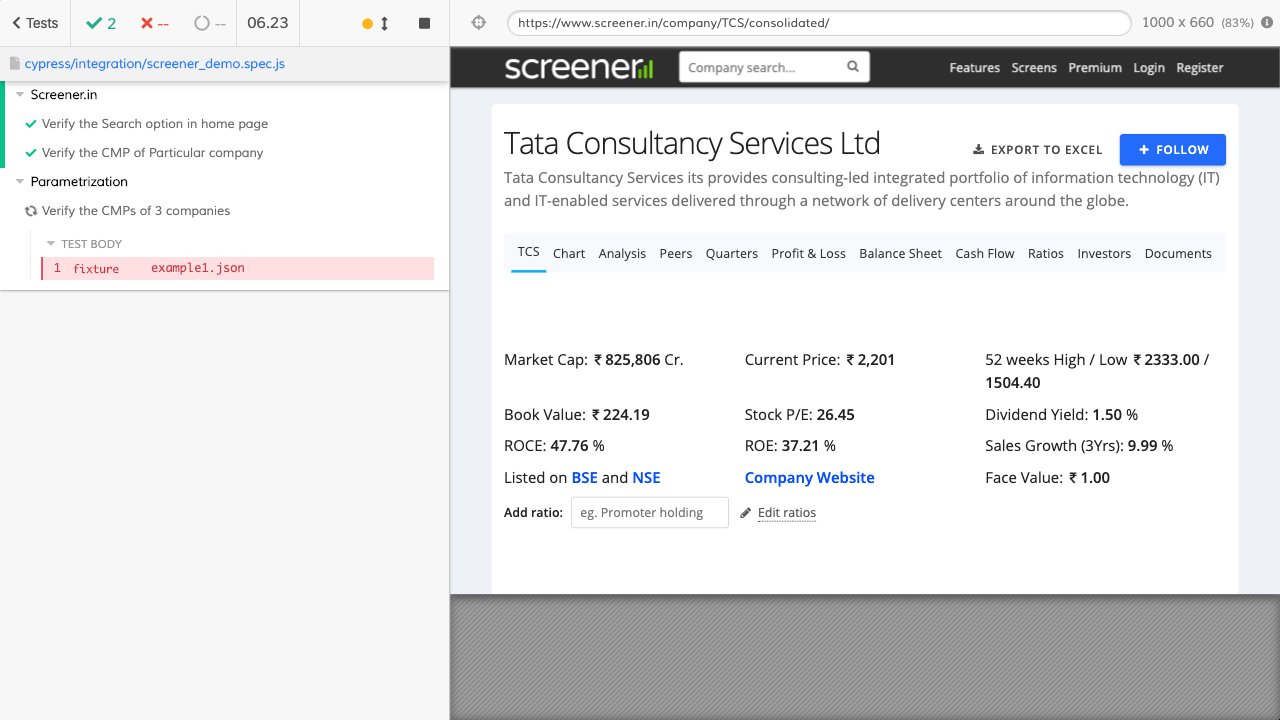 Tests
2
--
--
06.23
https://www.screener.in/company/TCS/consolidated/
1000 x 660 (83%)
cypress/integration/screener_demo.spec.js
Screener.in
Verify the Search option in home page
Verify the CMP of Particular company
Parametrization
Verify the CMPs of 3 companies
TEST BODY
1 fixture example1.json
screener
Company search...
Features Screens Premium Login Register
Tata Consultancy Services Ltd
EXPORT TO EXCEL
+ FOLLOW
Tata Consultancy Services its provides consulting-led integrated portfolio of information technology (IT)
and IT-enabled services delivered through a network of delivery centers around the globe.
TCS Chart Analysis Peers Quarters Profit & Loss Balance Sheet Cash Flow Ratios Investors Documents
Market Cap: ₹ 825,806 Cr.
Current Price: ₹ 2,201
52 weeks High / Low ₹ 2333.00 /
1504.40
Book Value: ₹ 224.19
Stock P/E: 26.45
Dividend Yield: 1.50 %
ROCE: 47.76 %
ROE: 37.21 %
Sales Growth (3Yrs): 9.99 %
Listed on BSE and NSE
Company Website
Face Value: ₹ 1.00
Add ratio: eg. Promoter holding
Edit ratios